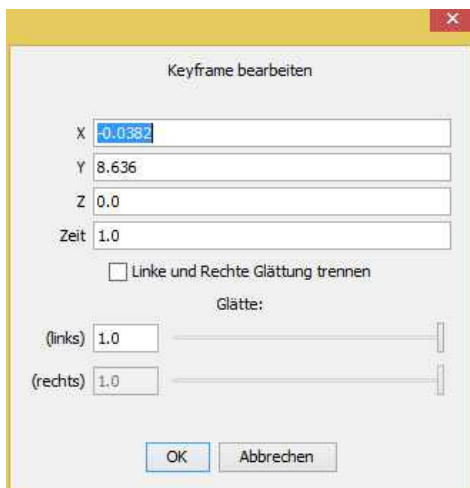 Keyframe bearbeiten
X -0.0382
Y 8.636
Z 0.0
Zeit 1.0
Linke und Rechte Glättung trennen
Glätte:
(links) 1.0
(rechts) 1.0
OK Abbrechen